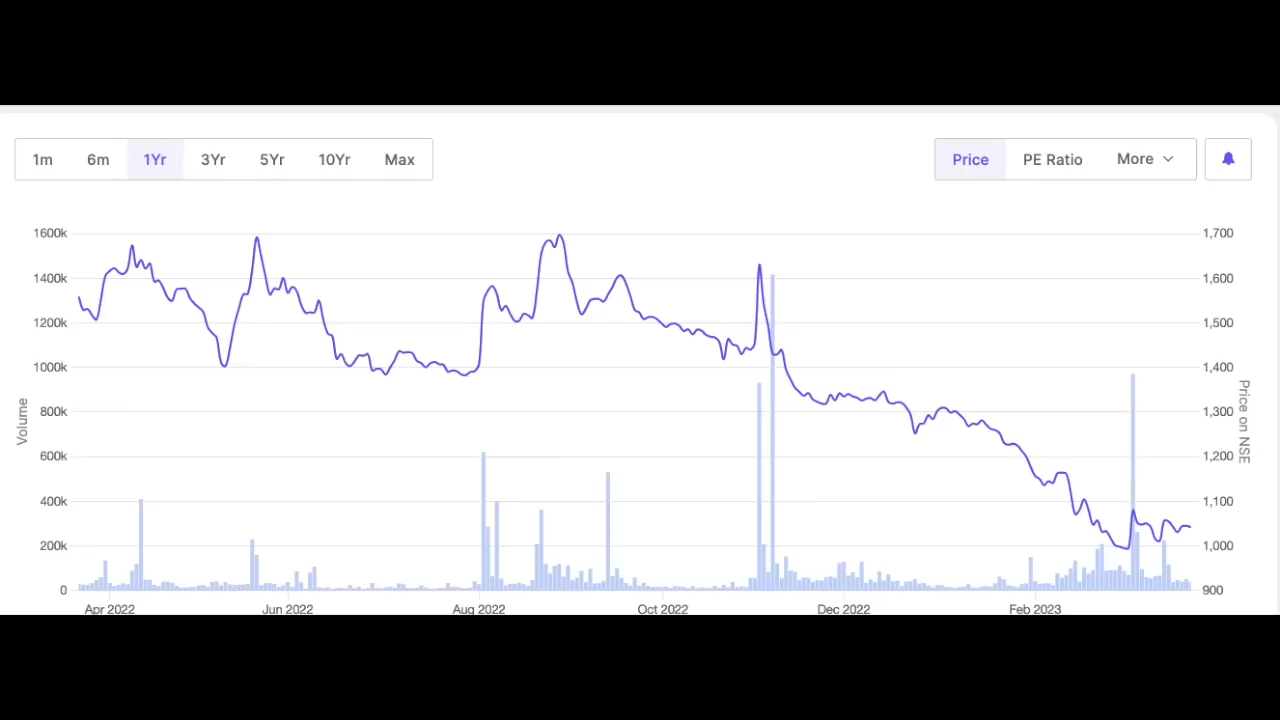 1m 6m 1Yr 3Yr 5Yr 10Yr Max
Price PE Ratio More
1600k 1,700
1400k 1,600
1200k 1,500
1000k 1,400
800k 1,300
600k 1,200
400k 1,100
200k 1,000
0 900
Volume
Price on NSE
Apr 2022 Jun 2022 Aug 2022 Oct 2022 Dec 2022 Feb 2023